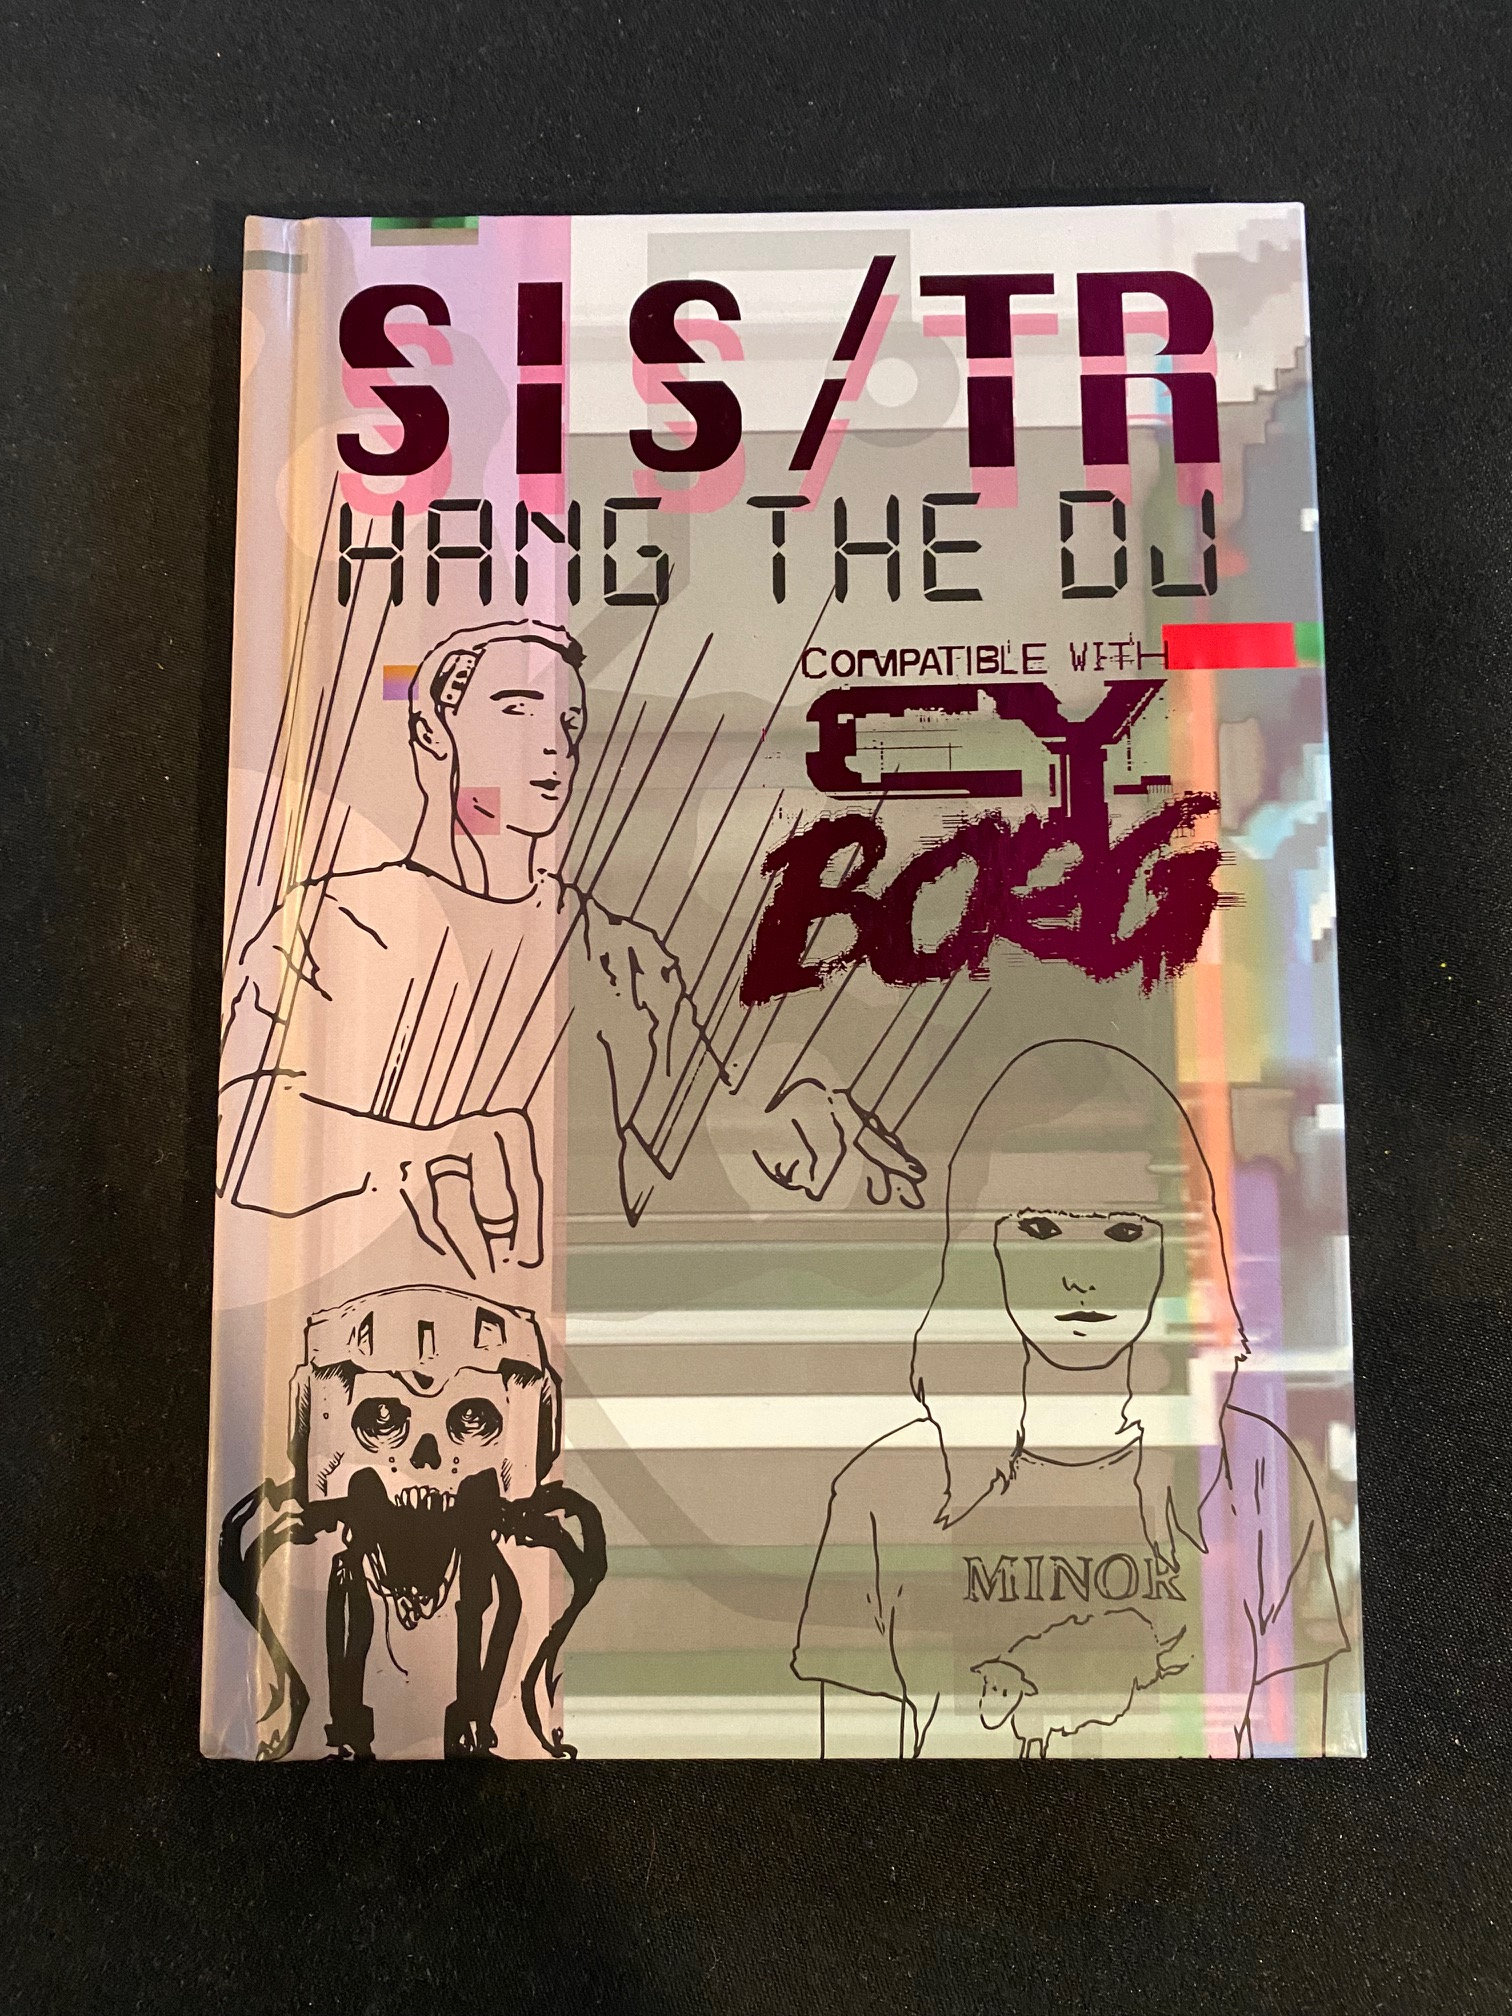 SIS/TR
HANG THE DJ
COMPATIBLE WITH
CY
BORG
MINOR